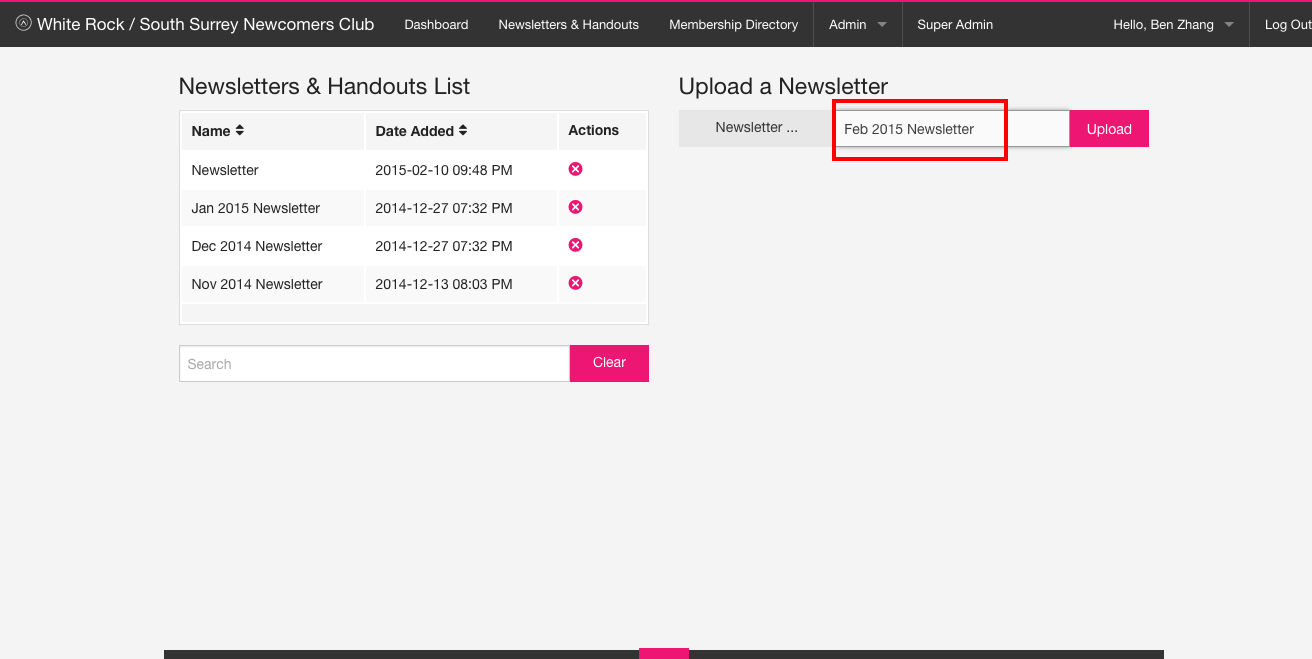 White Rock / South Surrey Newcomers Club Dashboard Newsletters & Handouts Membership Directory Admin Super Admin Hello, Ben Zhang Log Out
Newsletters & Handouts List
Name Date Added Actions
Newsletter 2015-02-10 09:48 PM
Jan 2015 Newsletter 2014-12-27 07:32 PM
Dec 2014 Newsletter 2014-12-27 07:32 PM
Nov 2014 Newsletter 2014-12-13 08:03 PM
Search Clear
Upload a Newsletter
Newsletter ... Feb 2015 Newsletter Upload